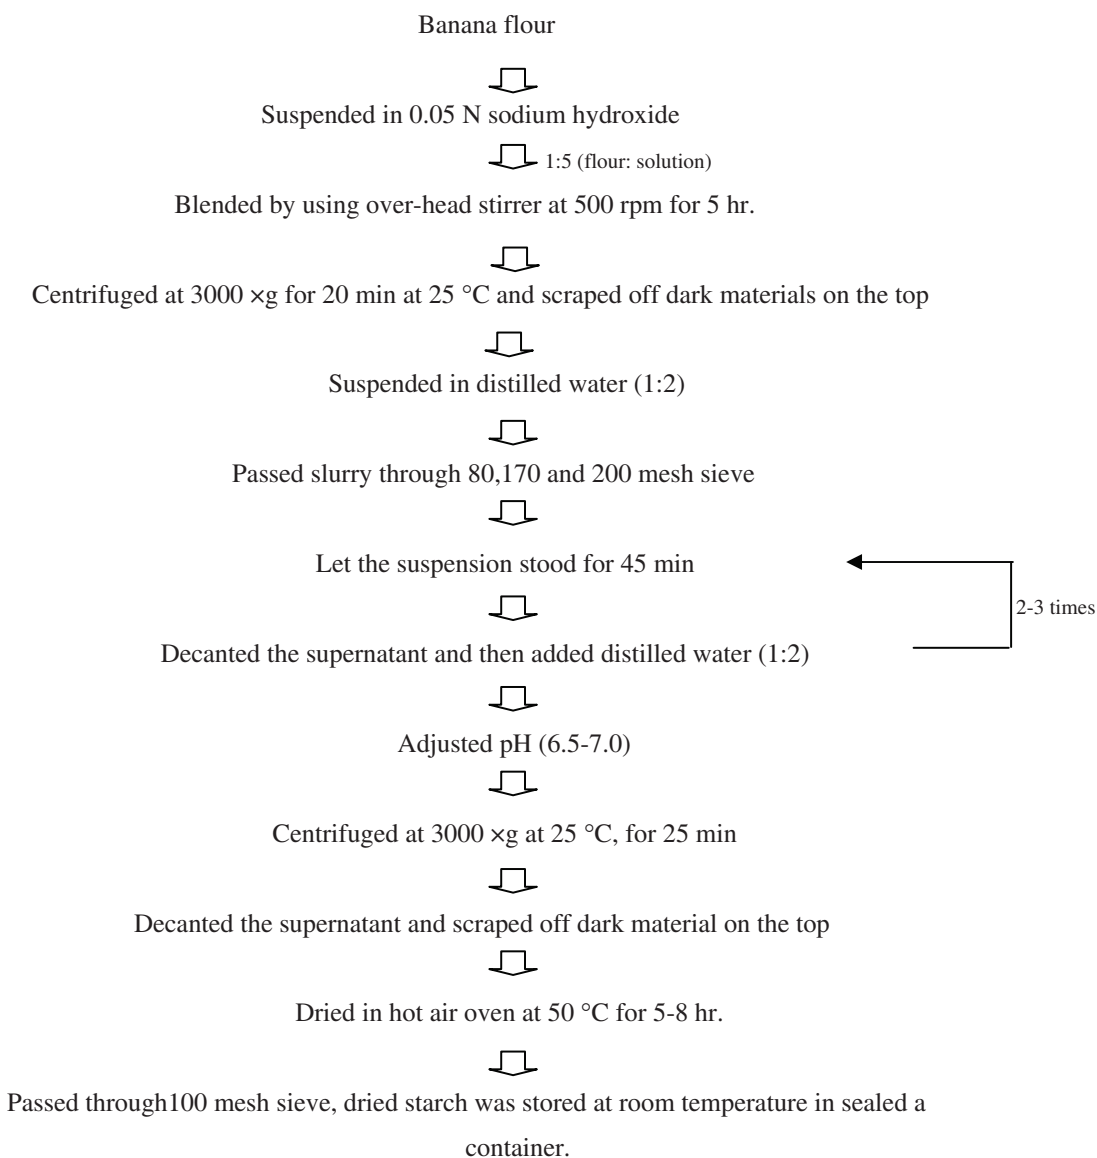 Banana flour
Suspended in 0.05 N sodium hydroxide
1:5 (flour: solution)
Blended by using over-head stirrer at 500 rpm for 5 hr.
Centrifuged at 3000 ×g for 20 min at 25 °C and scraped off dark materials on the top
Suspended in distilled water (1:2)
Passed slurry through 80,170 and 200 mesh sieve
Let the suspension stood for 45 min
2-3 times
Decanted the supernatant and then added distilled water (1:2)
Adjusted pH (6.5-7.0)
Centrifuged at 3000 ×g at 25 °C, for 25 min
Decanted the supernatant and scraped off dark material on the top
Dried in hot air oven at 50 °C for 5-8 hr.
Passed through100 mesh sieve, dried starch was stored at room temperature in sealed a
container.